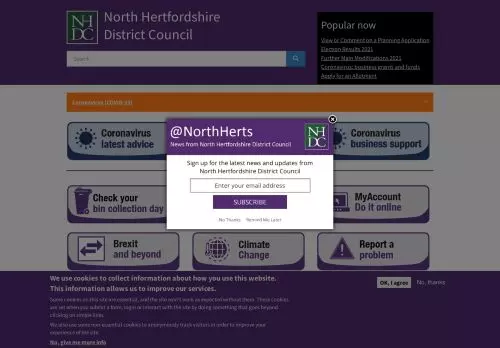 NH
DC
North Hertfordshire
District Council
Search
Popular now
View or Comment on a Planning Application
Election Results 2021
Further Main Modifications 2021
Coronavirus business grants and funds
Apply for an Allotment
Coronavirus (COVID-19)
Coronavirus
latest advice
Coronavirus
business support
@NorthHerts
News from North Hertfordshire District Council
NH
DC
Sign up for the latest news and updates from
North Hertfordshire District Council
Enter your email address
SUBSCRIBE
No Thanks
Remind Me Later
Check your
bin collection day
MyAccount
Do it online
Brexit
and beyond
Climate
Change
Report a
problem
We use cookies to collect information about how you use this website.
This information allows us to improve our services.
Some cookies on this site are essential, and the site won't work as expected without them. These cookies
are set when you submit a form, login or interact with the site by doing something that goes beyond
clicking on simple links.
We also use some non-essential cookies to anonymously track visitors in order to improve your
experience of the site.
No, give me more info
OK, I agree
No, thanks